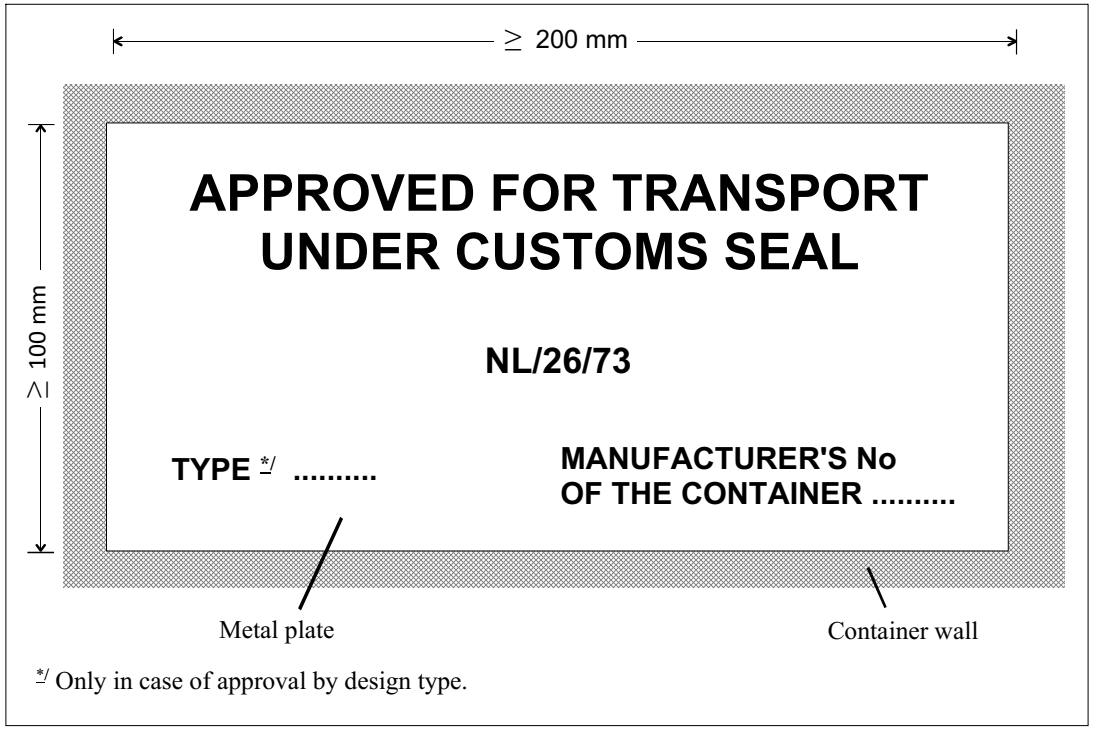 ≥ 200 mm
≥ 100 mm
APPROVED FOR TRANSPORT
UNDER CUSTOMS SEAL
NL/26/73
TYPE */ ..........
MANUFACTURER'S No
OF THE CONTAINER ..........
Metal plate
Container wall
*/ Only in case of approval by design type.